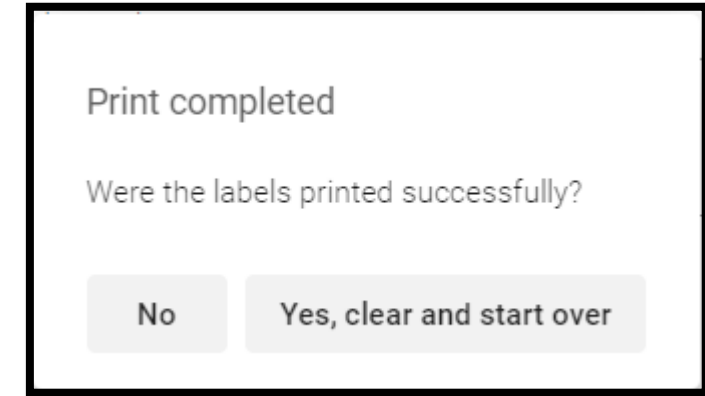 Print completed
Were the labels printed successfully?
No
Yes, clear and start over